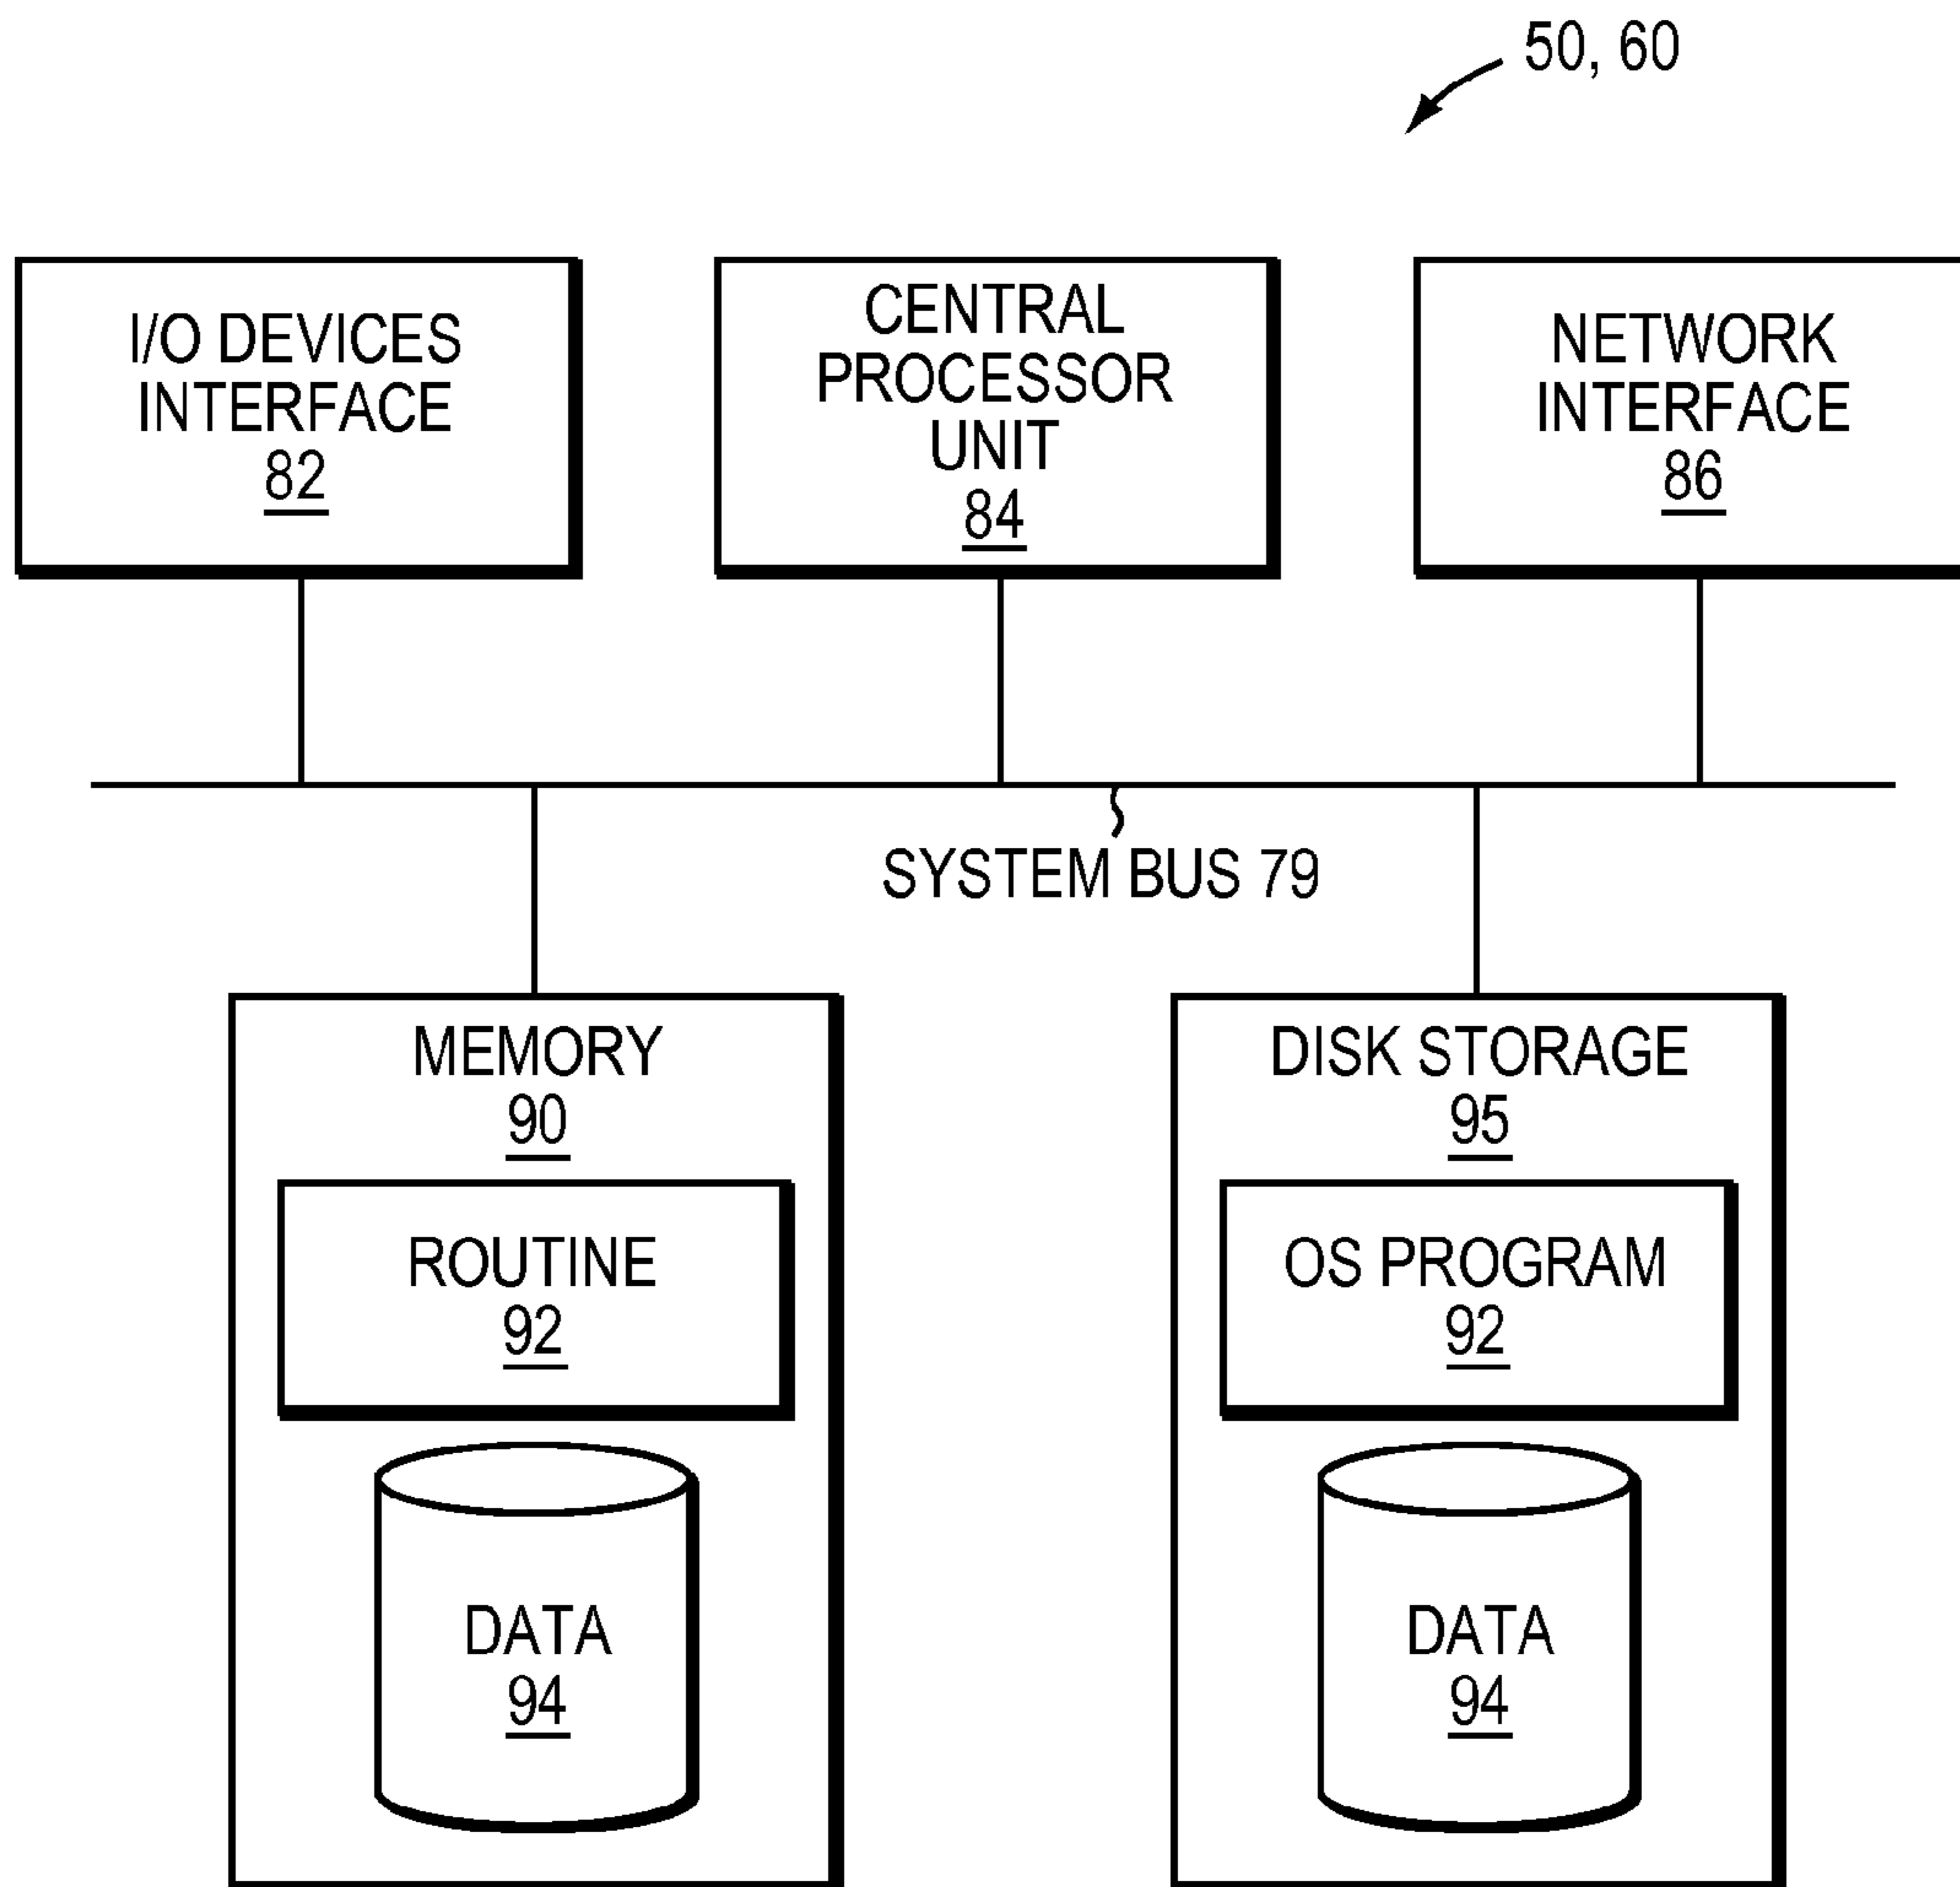 50, 60
I/O DEVICES
INTERFACE
82
CENTRAL
PROCESSOR
UNIT
84
NETWORK
INTERFACE
86
SYSTEM BUS 79
MEMORY
90
ROUTINE
92
DATA
94
DISK STORAGE
95
OS PROGRAM
92
DATA
94